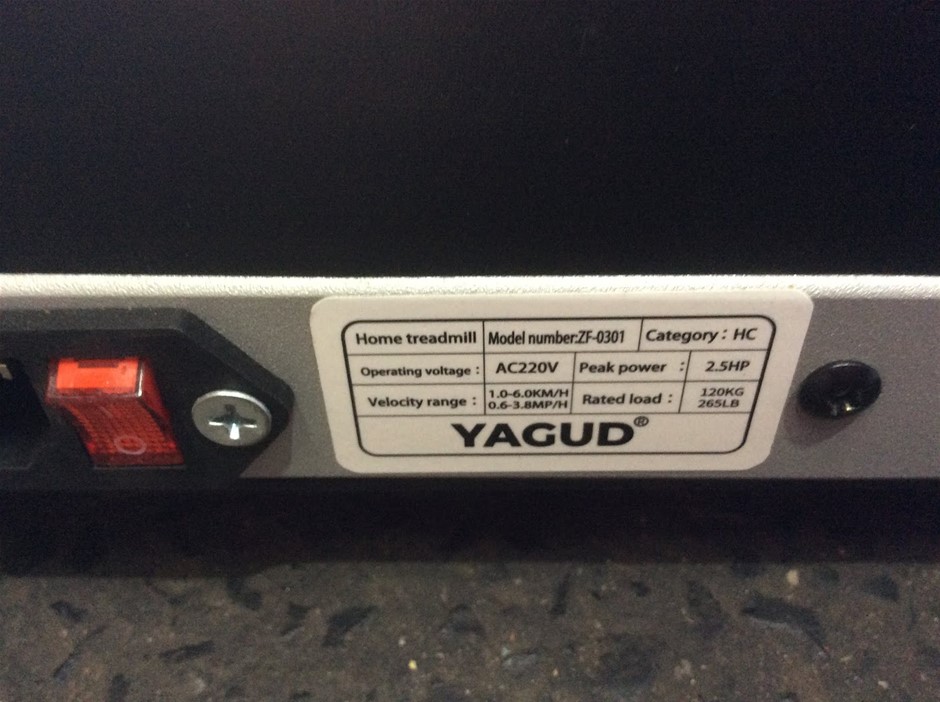 Home treadmill Model number:ZF-0301 Category : HC
Operating voltage : AC220V Peak power : 2.5HP
Velocity range : 1.0-6.0KM/H 0.6-3.8MP/H Rated load : 120KG 265LB
YAGUD®